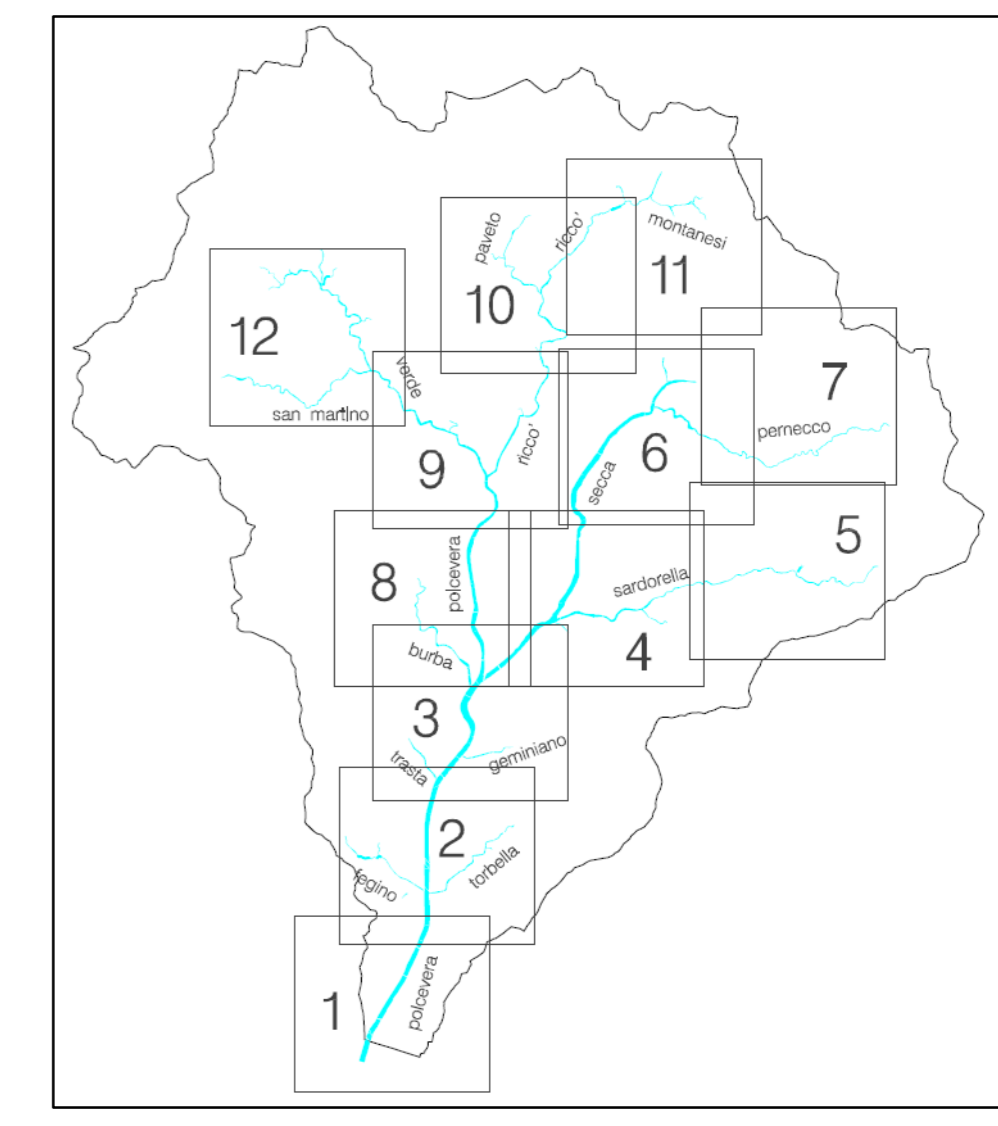 paveto
ricco'
montanesi
11
10
12
verde
san martino
7
pernecco
ricco'
6
secca
9
5
polcevera
8
sardorella
burba
4
3
trasta
geminiano
2
fegino
torbella
polcevera
1